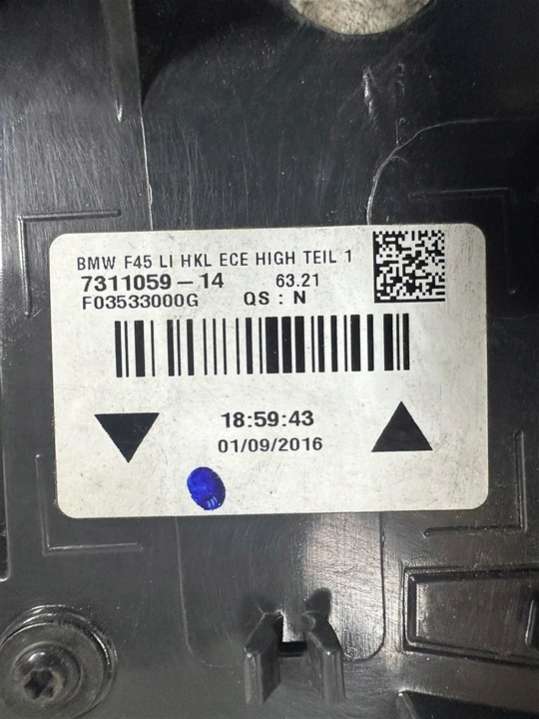 BMW F45 LI HKL ECE HIGH TEIL 1
7311059-14 63.21
F03533000G QS : N
18:59:43
01/09/2016